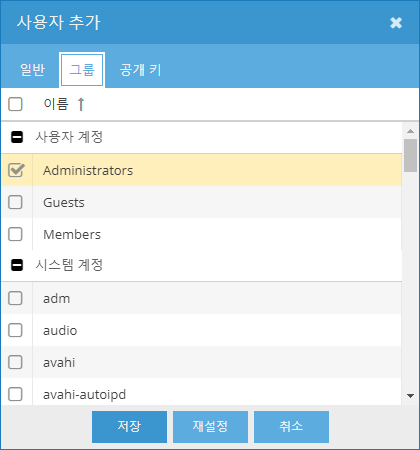 사용자 추가
일반 그룹 공개 키
이름
사용자 계정
Administrators
Guests
Members
시스템 계정
adm
audio
avahi
avahi-autoipd
저장 재설정 취소